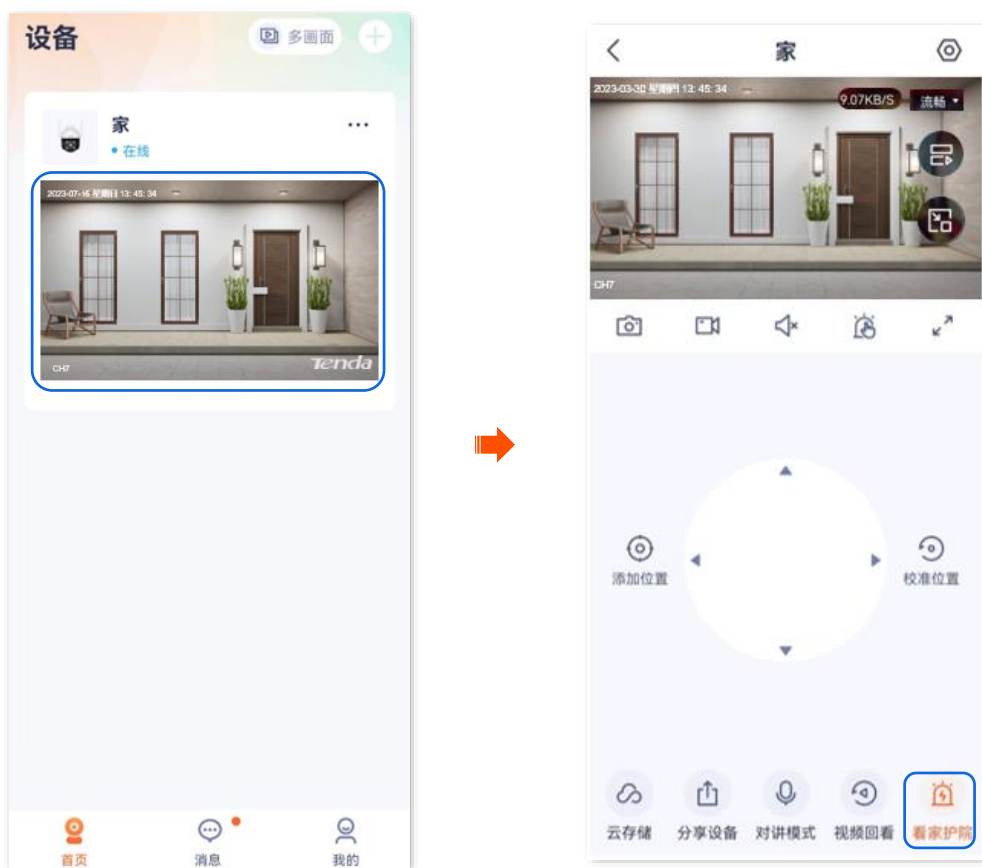 设备
多画面
家
在线
2023-07-16 星期日 13: 45: 34
CH7
Tenda
首页
消息
我的
家
2023-03-30 星期四 13: 45: 34
9.07KB/S
流畅
CH7
添加位置
校准位置
云存储
分享设备
对讲模式
视频回看
看家护院